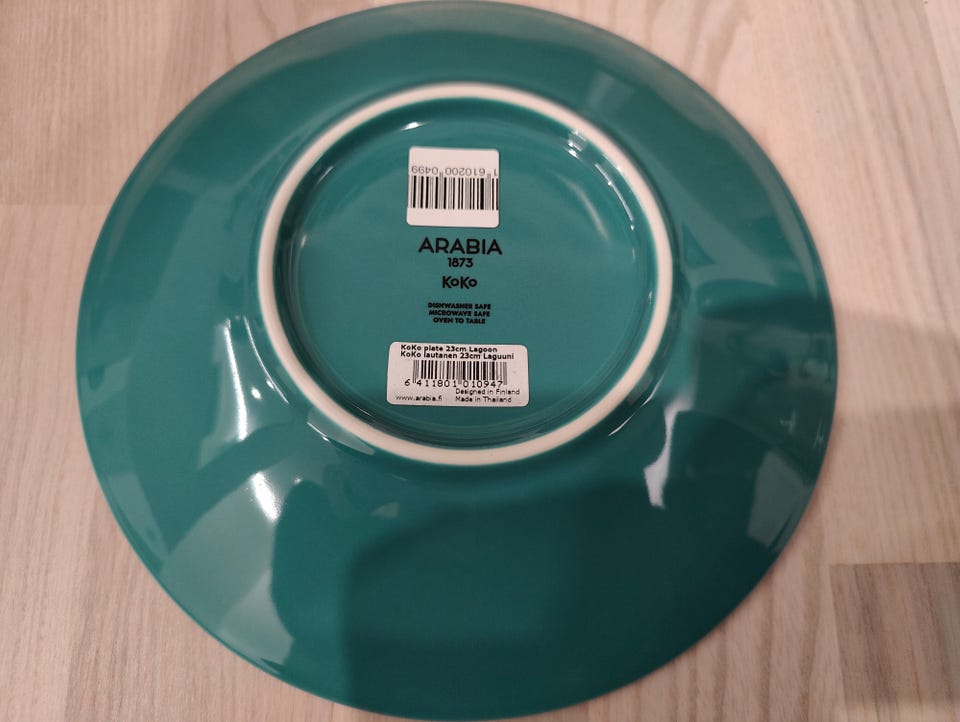 1 610200 0499
ARABIA
1873
KoKo
DISHWASHER SAFE
MICROWAVE SAFE
OVEN TO TABLE
KoKo plate 23cm Lagoon
KoKo lautanen 23cm Laguuni
6 411801 010947
Designed in Finland
www.arabia.fi Made in Thailand